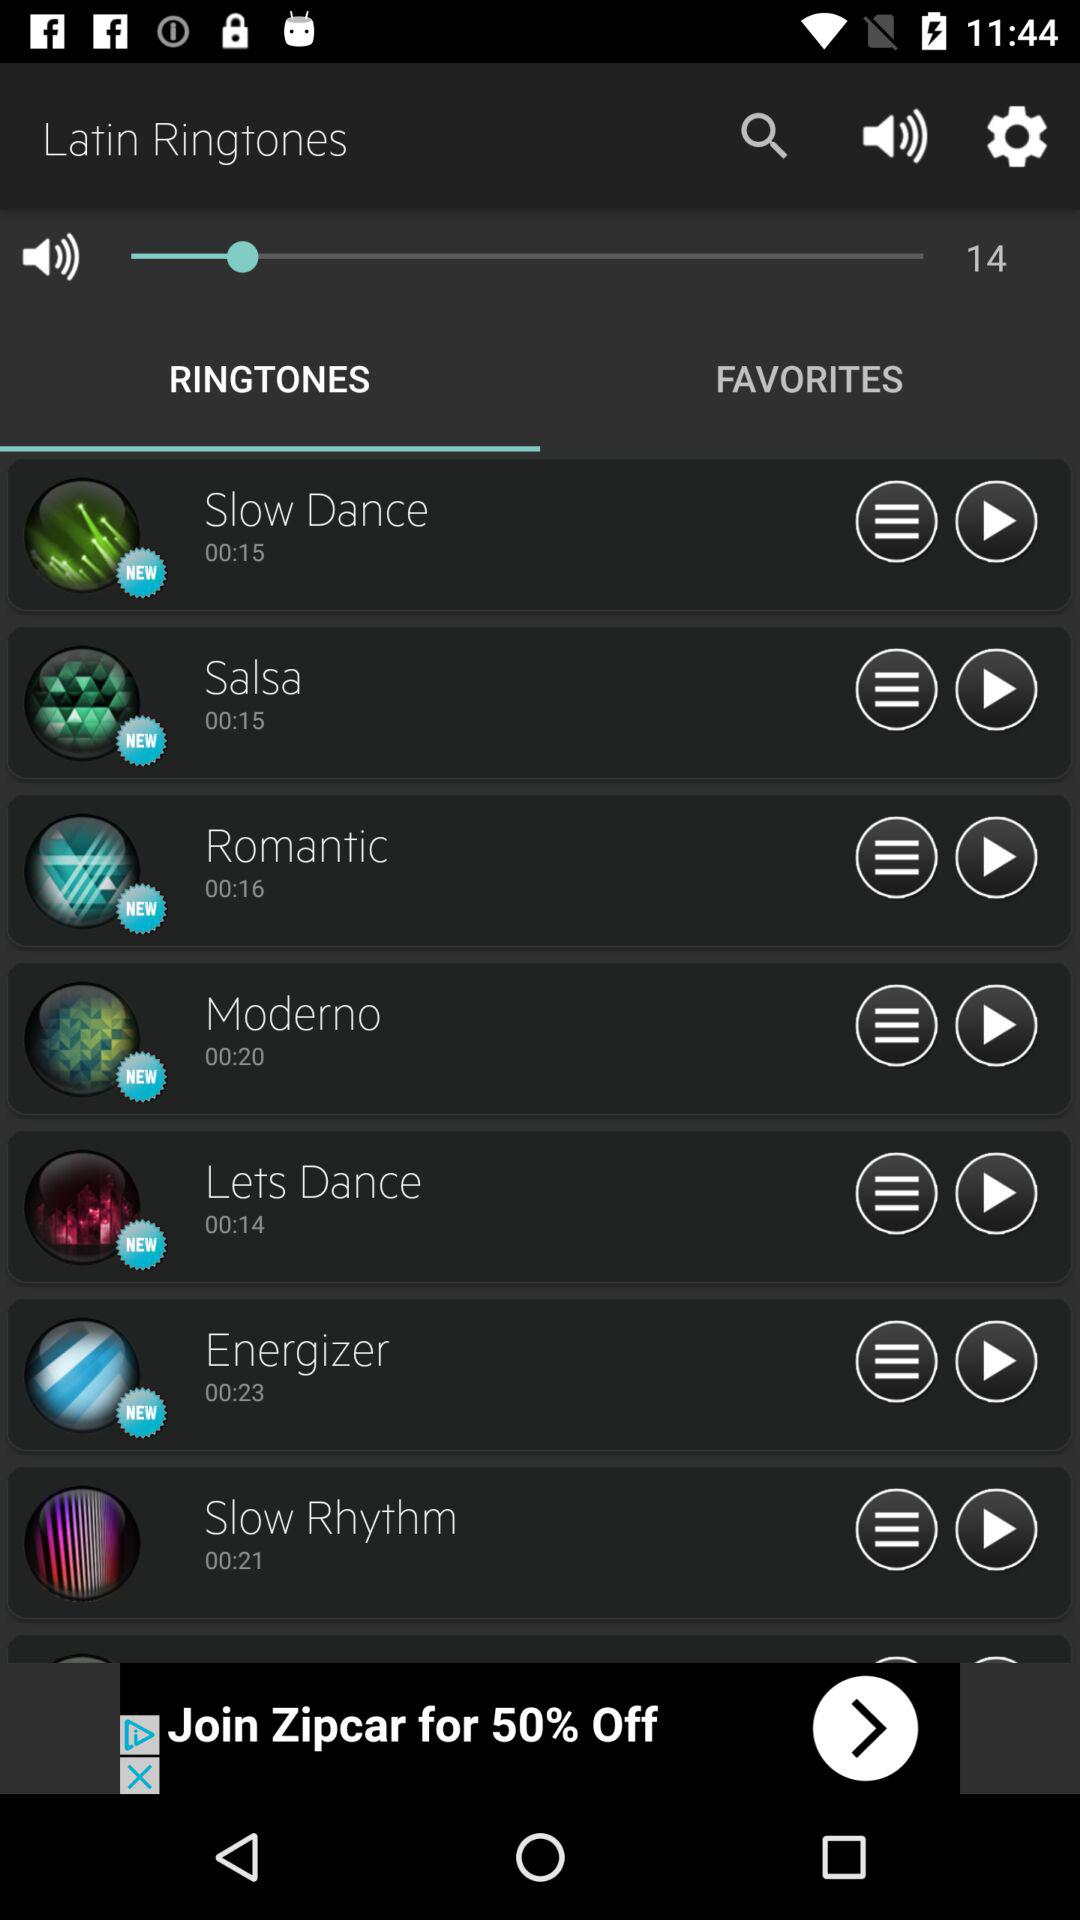 11:44
Latin Ringtones
14
RINGTONES
FAVORITES
Slow Dance
00:15
NEW
Salsa
00:15
NEW
Romantic
00:16
NEW
Moderno
00:20
NEW
Lets Dance
00:14
NEW
Energizer
00:23
NEW
Slow Rhythm
00:21
Join Zipcar for 50% Off